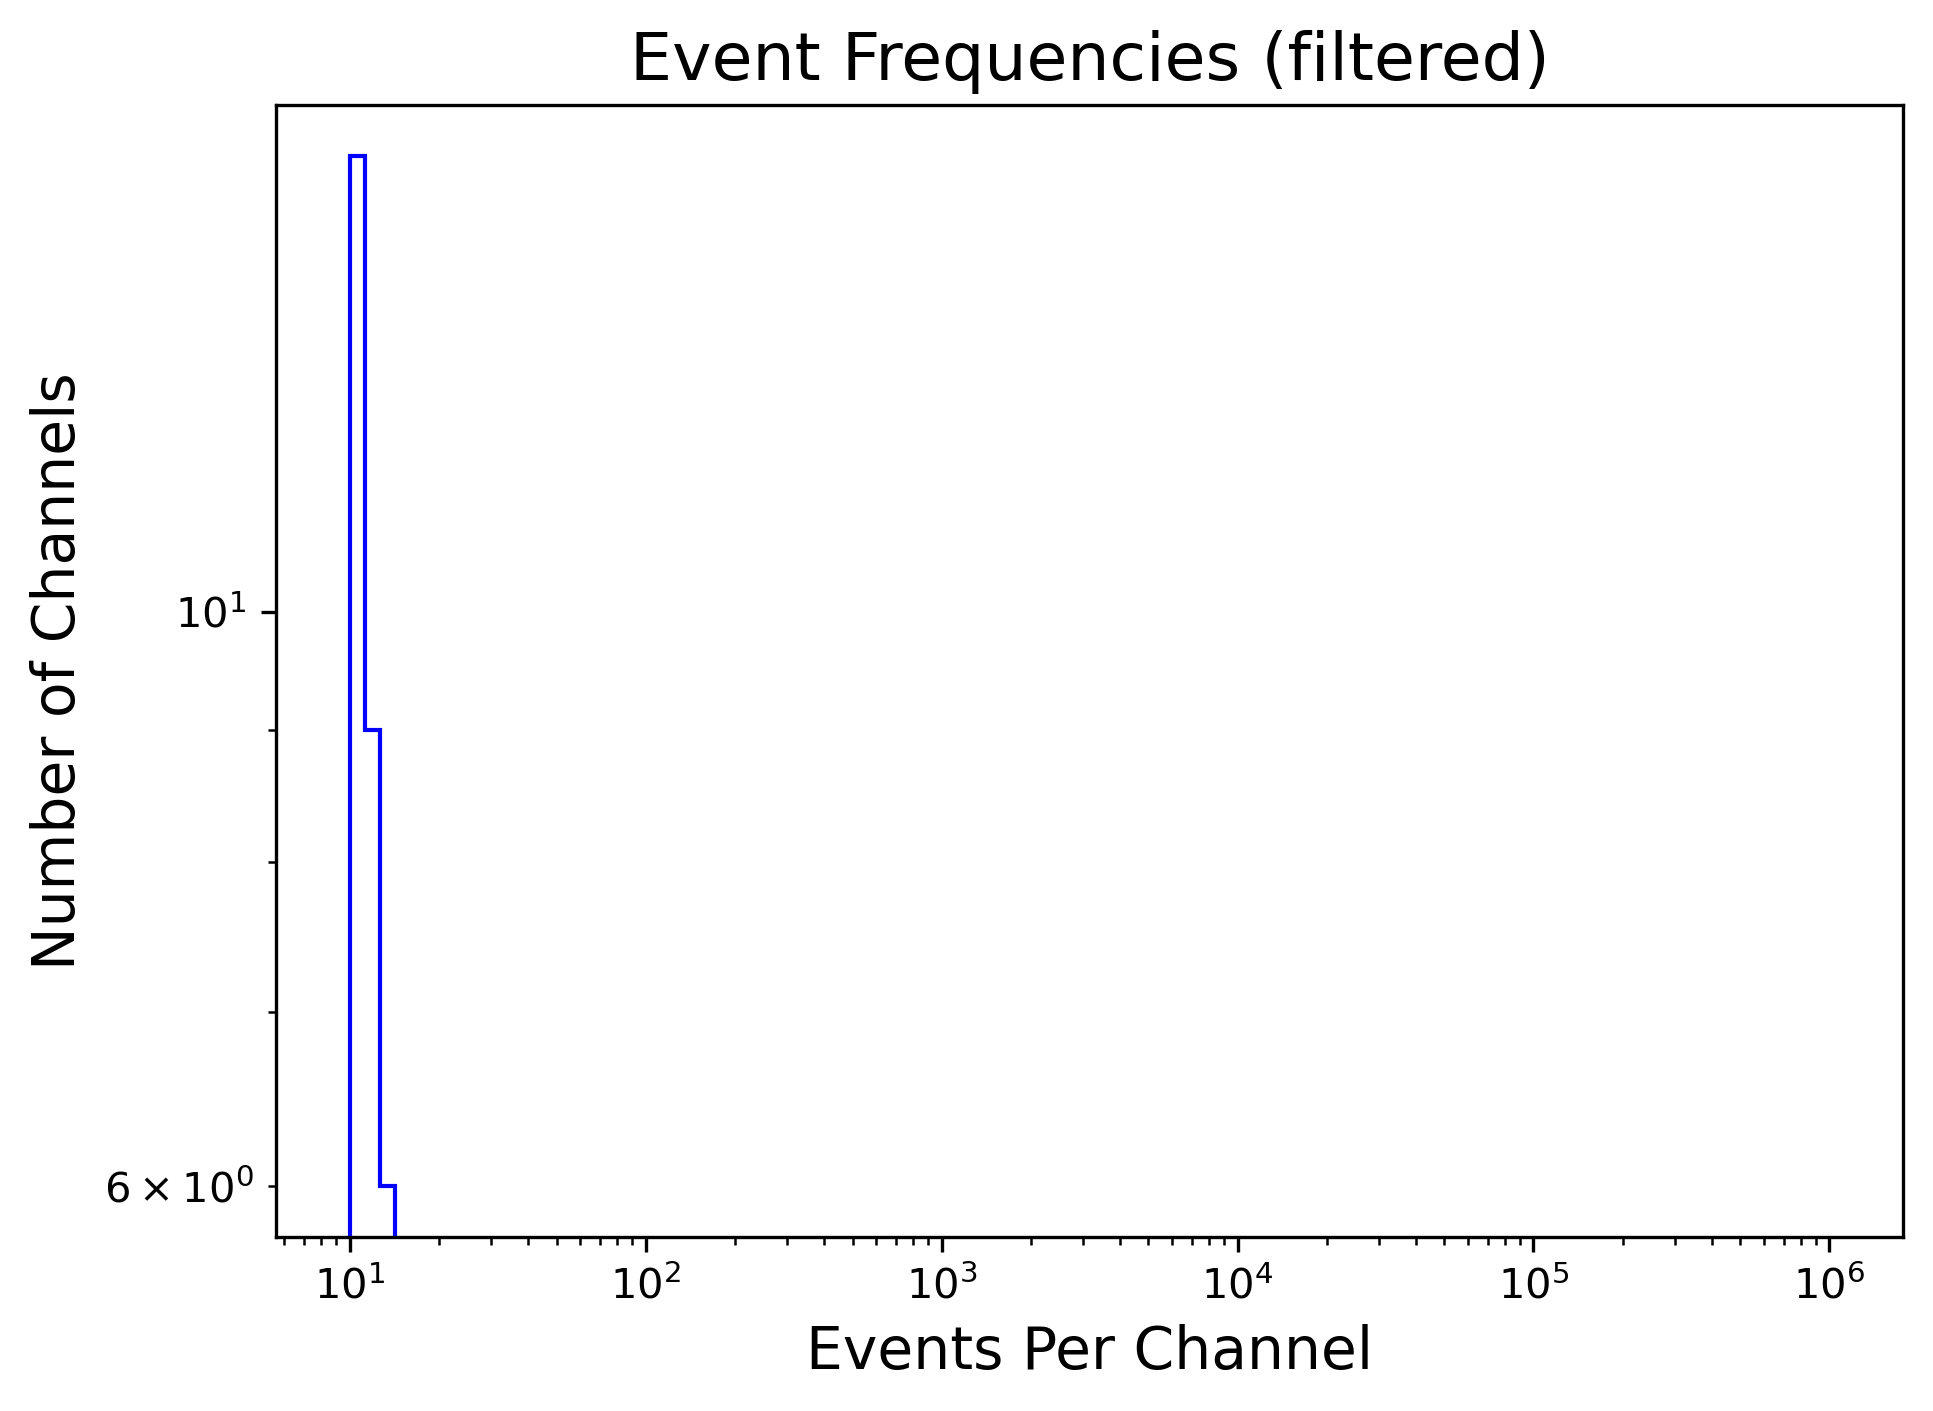 Event Frequencies (filtered)
Number of Channels
10¹
6 × 10⁰
10¹ 10² 10³ 10⁴ 10⁵ 10⁶
Events Per Channel